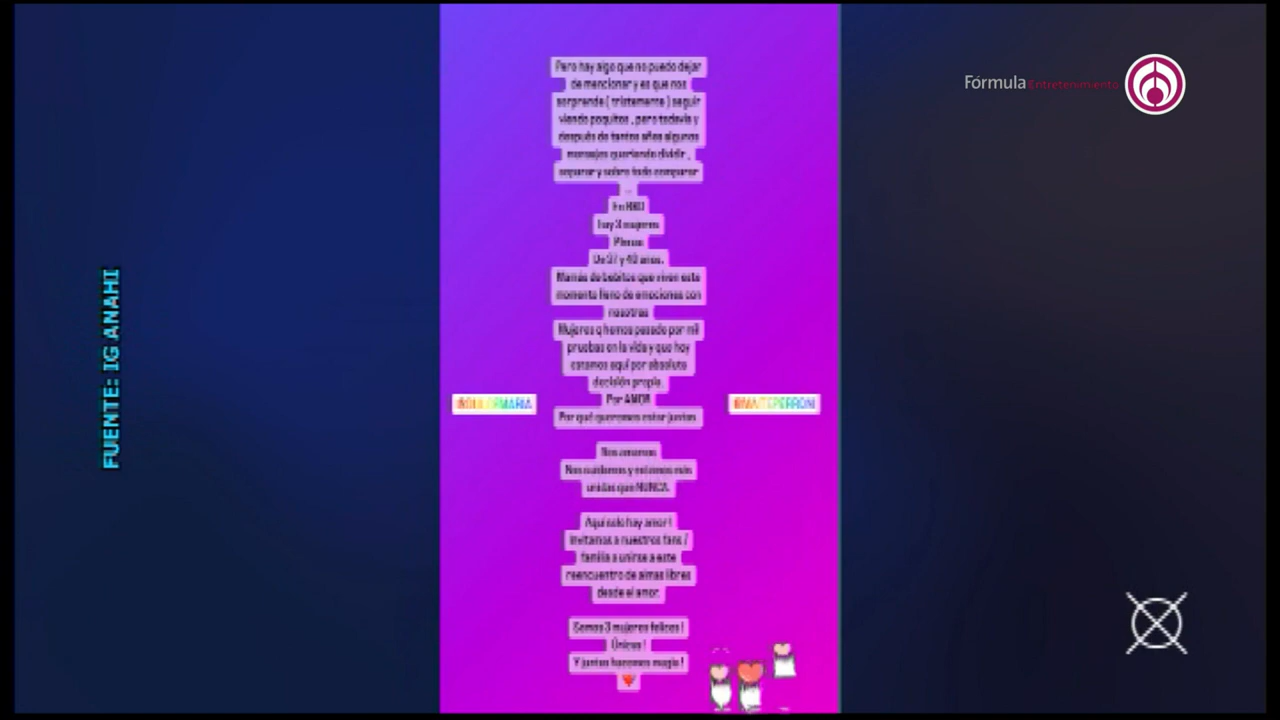 Fórmula Entretenimiento
FUENTE: IG ANAHI
Pero hay algo que no puedo dejar
de mencionar y es que nos
sorprende ( tristemente ) seguir
viendo poquitos , pero todavía y
después de tantos años algunos
mensajes queriendo dividir ,
separar y sobre todo comparar
En RBD
hay 3 mujeres
Plenas
De 37 y 40 años.
Mamás de bebitos que viven este
momento lleno de emociones con
nosotras
Mujeres q hemos pasado por mil
pruebas en la vida y que hoy
estamos aquí por absoluta
decisión propia.
Por AMOR
Por qué queremos estar juntas
@DULCEMARIA
@MAITEPERRONI
Nos amamos
Nos cuidamos y estamos más
unidas que NUNCA.
Aquí solo hay amor !
Invitamos a nuestros fans /
familia a unirse a este
reencuentro de almas libres
desde el amor.
Somos 3 mujeres felices !
Únicas !
Y juntas hacemos magia !